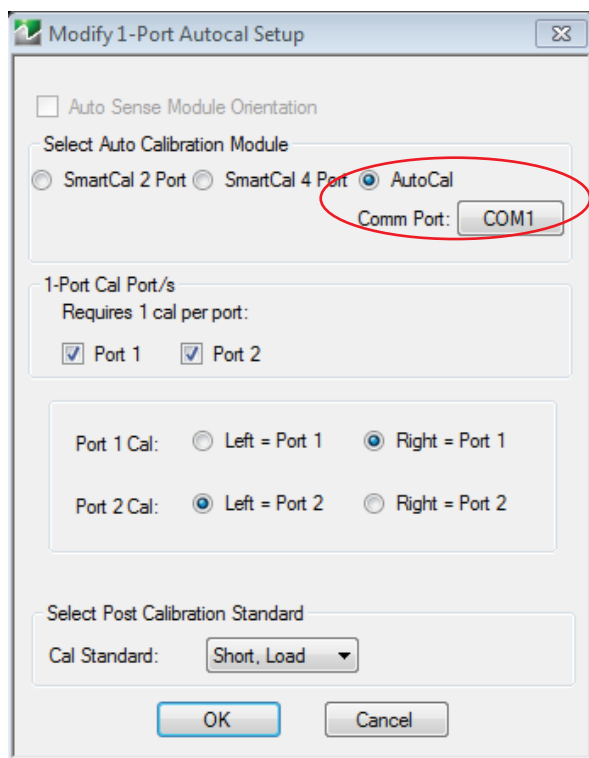 Modify 1-Port Autocal Setup
Auto Sense Module Orientation
Select Auto Calibration Module
SmartCal 2 Port SmartCal 4 Port AutoCal
Comm Port: COM1
1-Port Cal Port/s
Requires 1 cal per port:
Port 1 Port 2
Port 1 Cal: Left = Port 1 Right = Port 1
Port 2 Cal: Left = Port 2 Right = Port 2
Select Post Calibration Standard
Cal Standard: Short, Load
OK Cancel